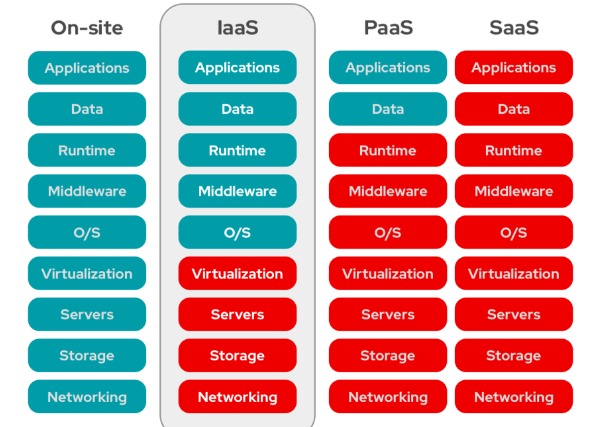 On-site IaaS PaaS SaaS
Applications Applications Applications Applications
Data Data Data Data
Runtime Runtime Runtime Runtime
Middleware Middleware Middleware Middleware
O/S O/S O/S O/S
Virtualization Virtualization Virtualization Virtualization
Servers Servers Servers Servers
Storage Storage Storage Storage
Networking Networking Networking Networking